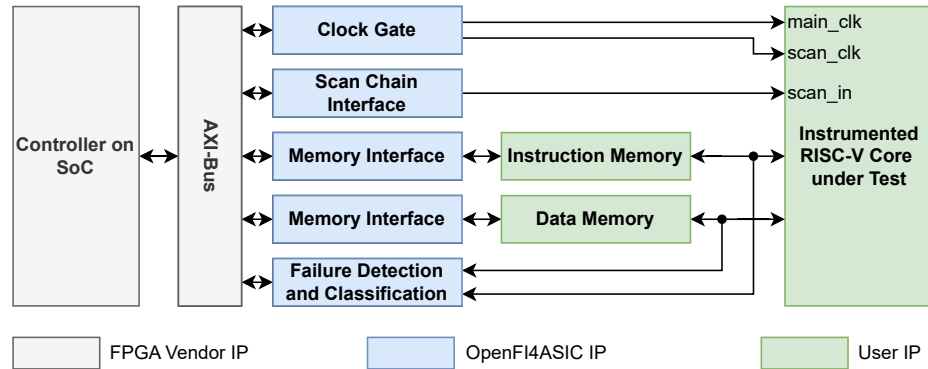 Controller on
SoC
AXI-Bus
Clock Gate
Scan Chain
Interface
Memory Interface
Instruction Memory
Memory Interface
Data Memory
Failure Detection
and Classification
main_clk
scan_clk
scan_in
Instrumented
RISC-V Core
under Test
FPGA Vendor IP
OpenFI4ASIC IP
User IP